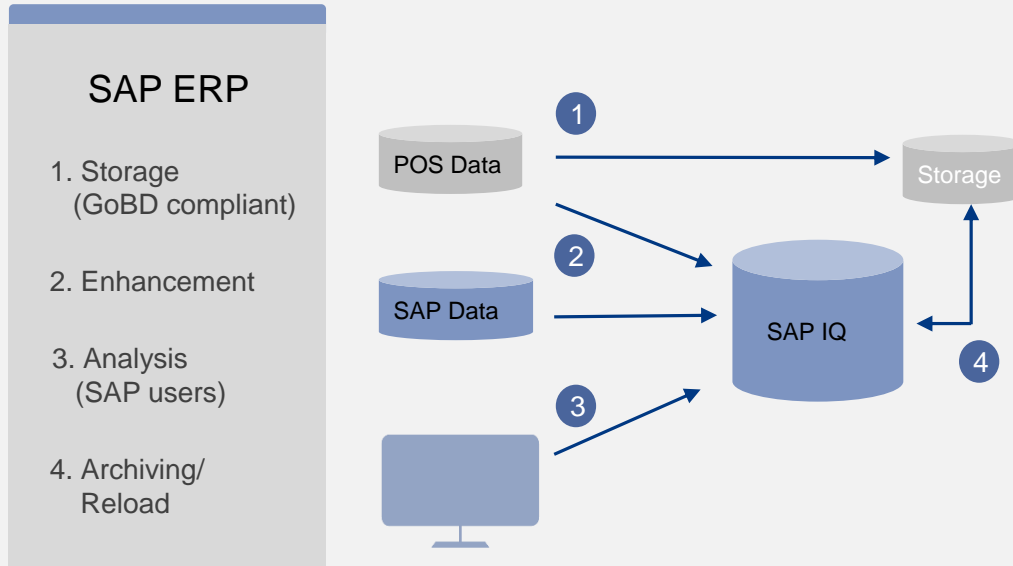 SAP ERP
1. Storage
(GoBD compliant)
2. Enhancement
3. Analysis
(SAP users)
4. Archiving/
Reload
1
POS Data
Storage
2
SAP Data
SAP IQ
3
4